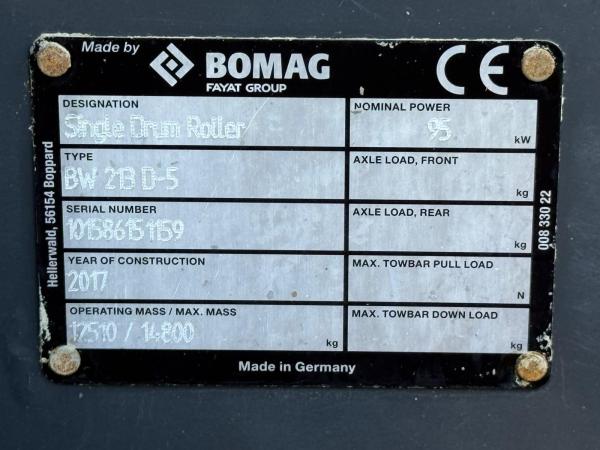 Made by
BOMAG
FAYAT GROUP
CE
DESIGNATION
Single Drum Roller
NOMINAL POWER
95 kW
TYPE
BW 213 D-5
AXLE LOAD, FRONT
kg
SERIAL NUMBER
101586151159
AXLE LOAD, REAR
kg
YEAR OF CONSTRUCTION
2017
MAX. TOWBAR PULL LOAD
N
OPERATING MASS / MAX. MASS
12510 / 14800 kg
MAX. TOWBAR DOWN LOAD
kg
Made in Germany
Hellerwald, 56154 Boppard
008 330 22